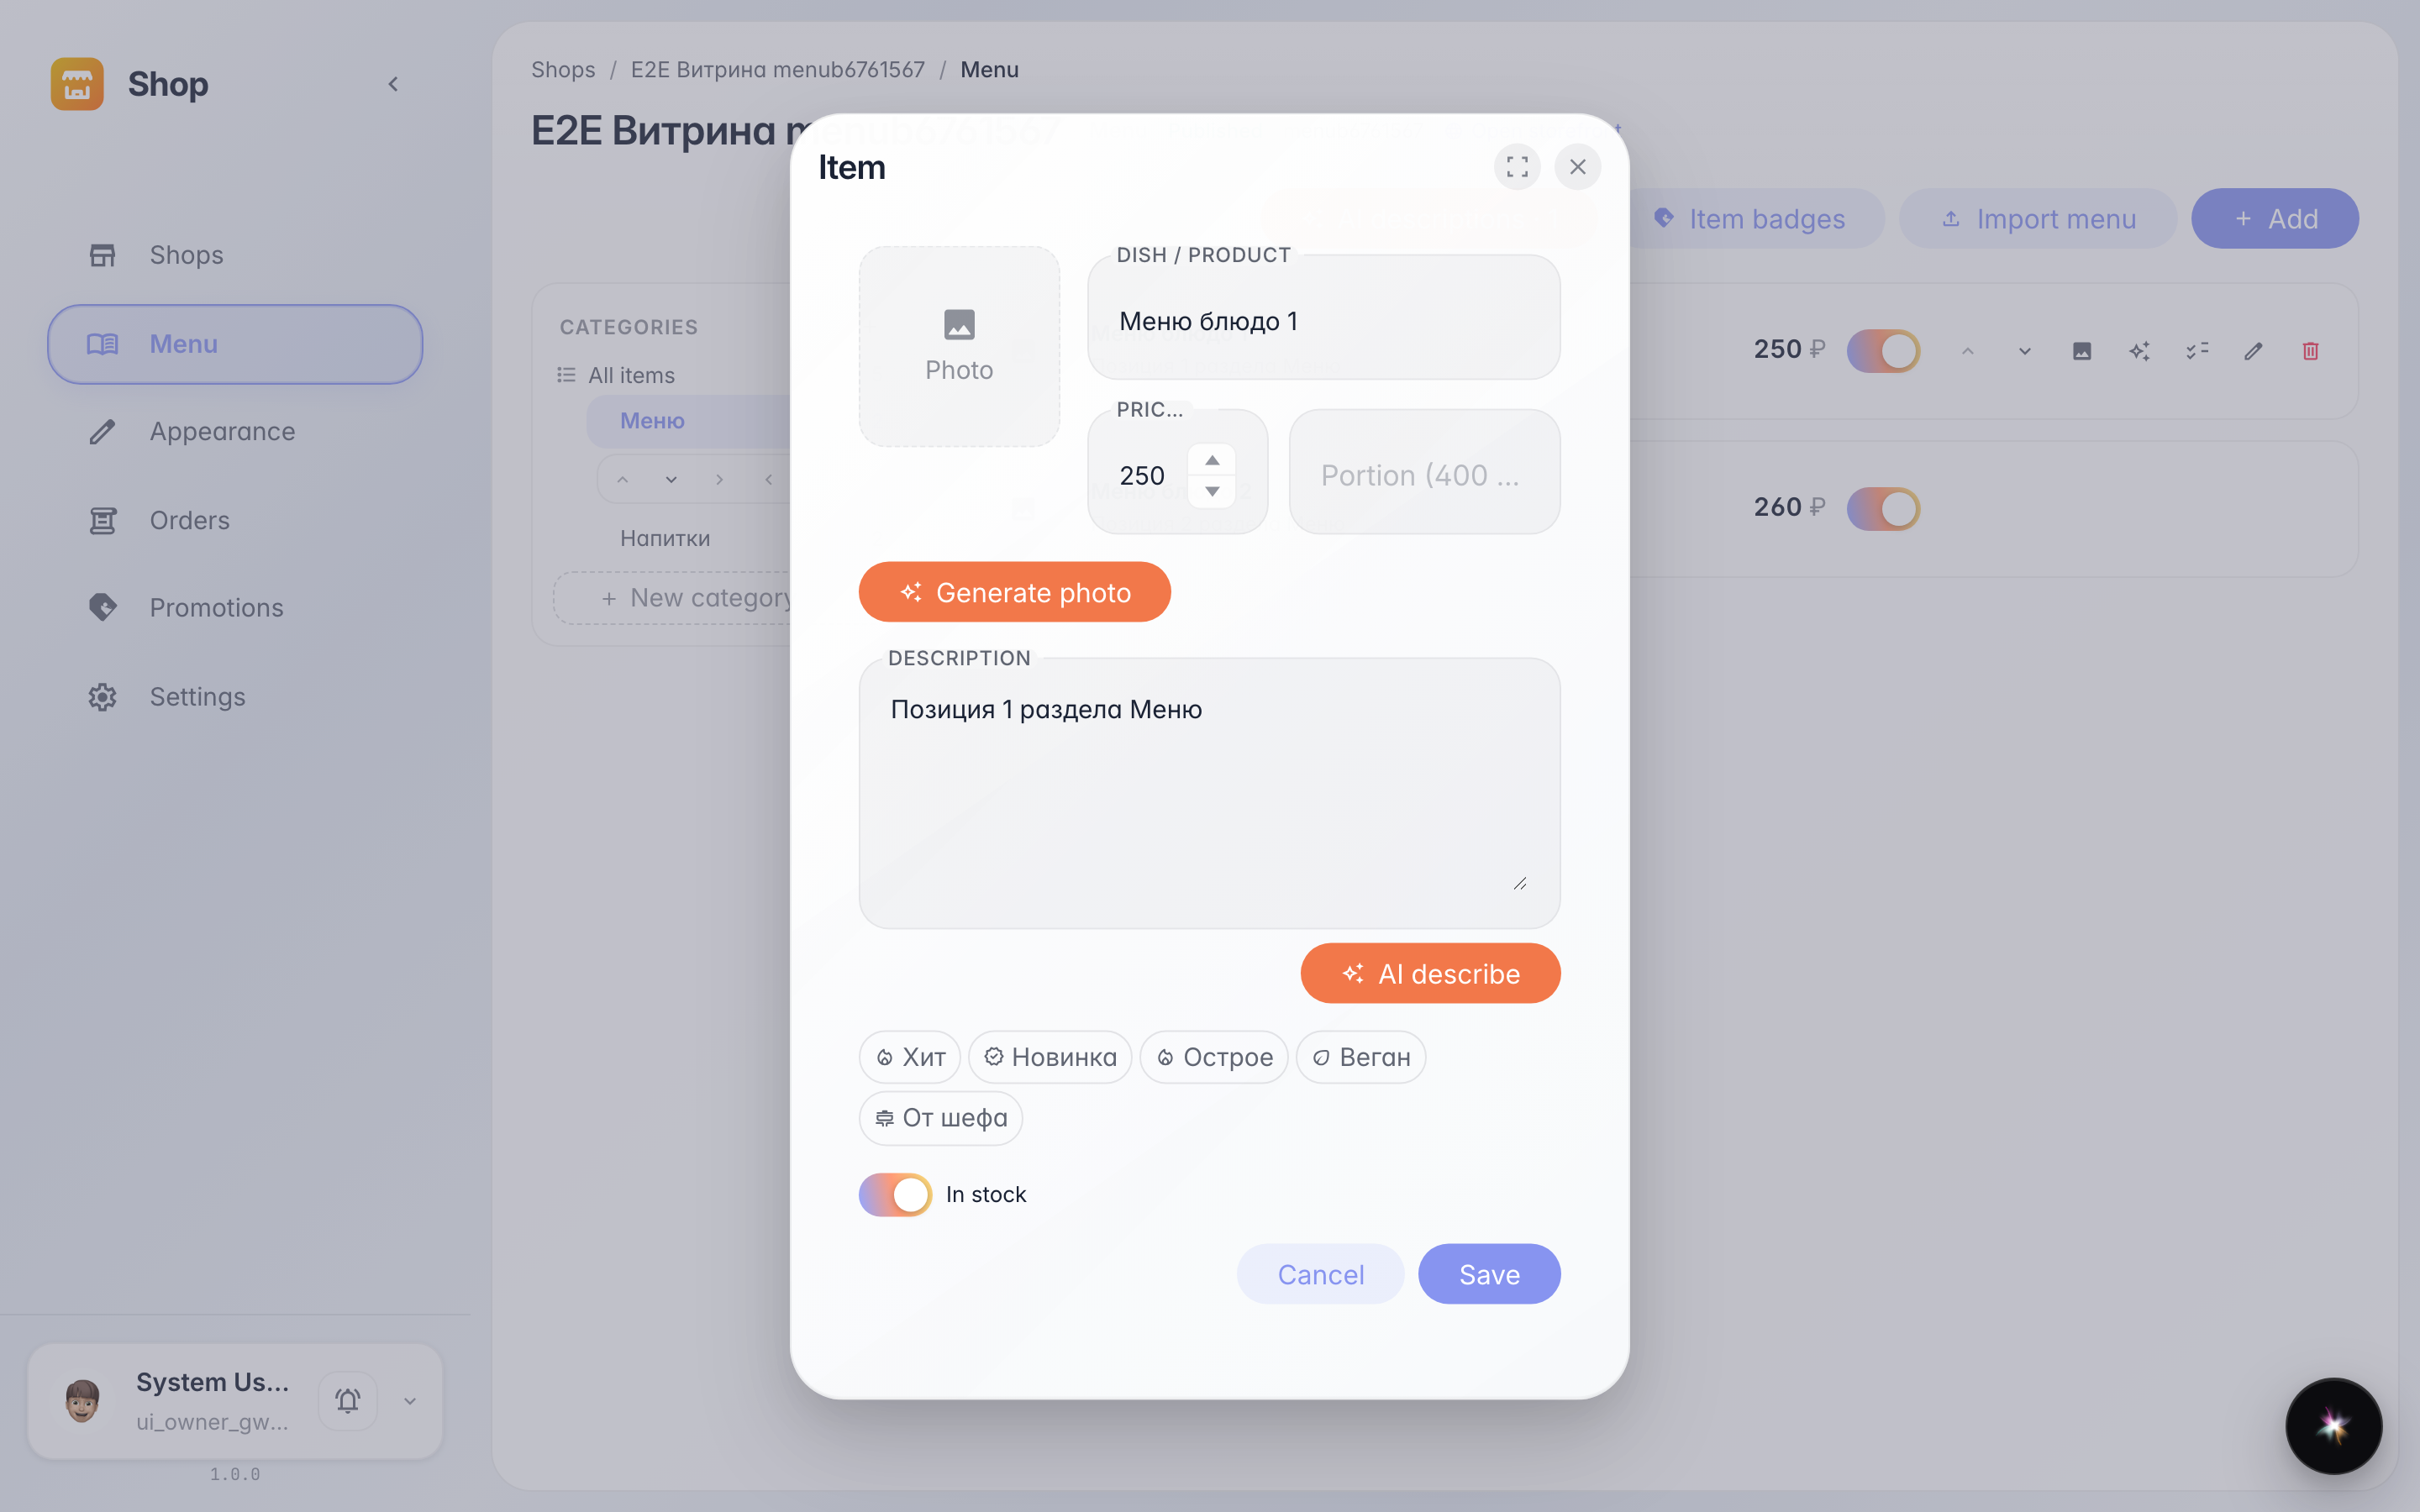 Shop
Shops
Menu
Appearance
Orders
Promotions
Settings
System Us...
ui_owner_gw...
1.0.0
Shops / E2E Витрина menub6761567 / Menu
E2E Витрина menub6761567
Item badges
Import menu
+ Add
CATEGORIES
All items
Меню
Напитки
+ New category
250 ₽
260 ₽
Item
Photo
DISH / PRODUCT
Меню блюдо 1
PRIC...
250
Portion (400 ...
Generate photo
DESCRIPTION
Позиция 1 раздела Меню
AI describe
Хит
Новинка
Острое
Веган
От шефа
In stock
Cancel
Save